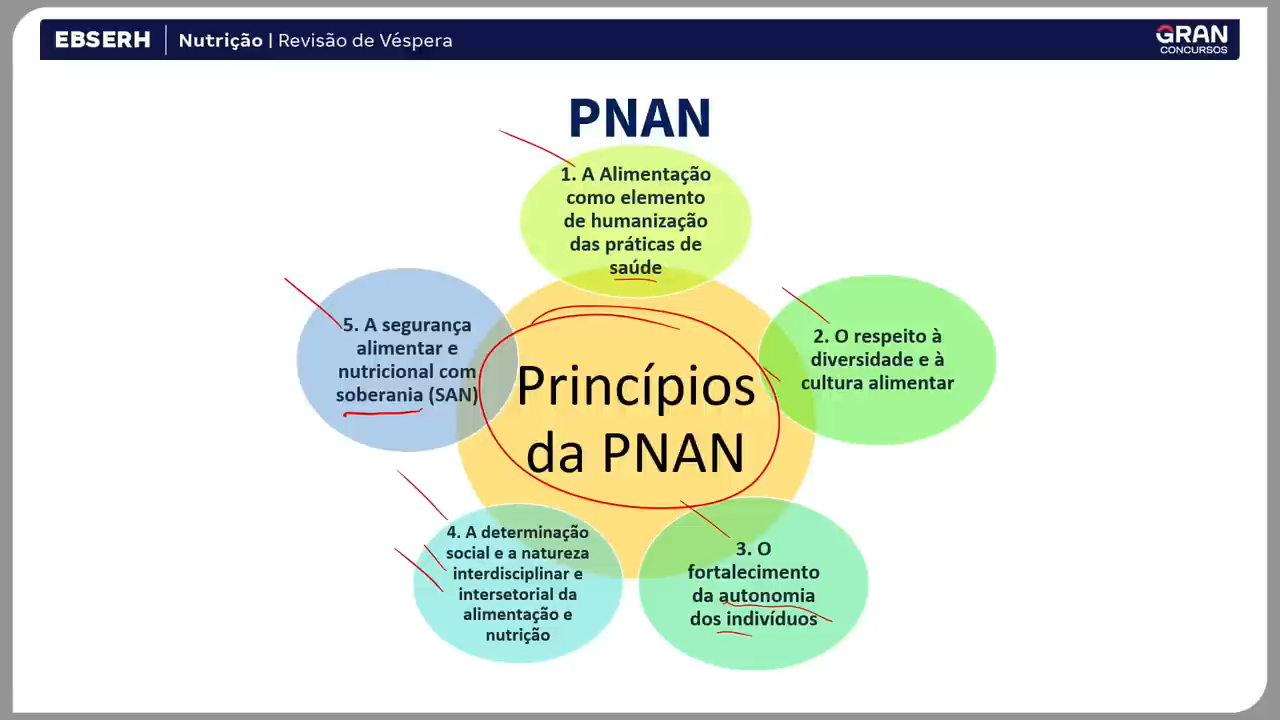 EBSERH | Nutrição | Revisão de Véspera
GRAN
CONCURSOS
PNAN
1. A Alimentação
como elemento
de humanização
das práticas de
saúde
2. O respeito à
diversidade e à
cultura alimentar
3. O
fortalecimento
da autonomia
dos indivíduos
4. A determinação
social e a natureza
interdisciplinar e
intersetorial da
alimentação e
nutrição
5. A segurança
alimentar e
nutricional com
soberania (SAN)
Princípios
da PNAN